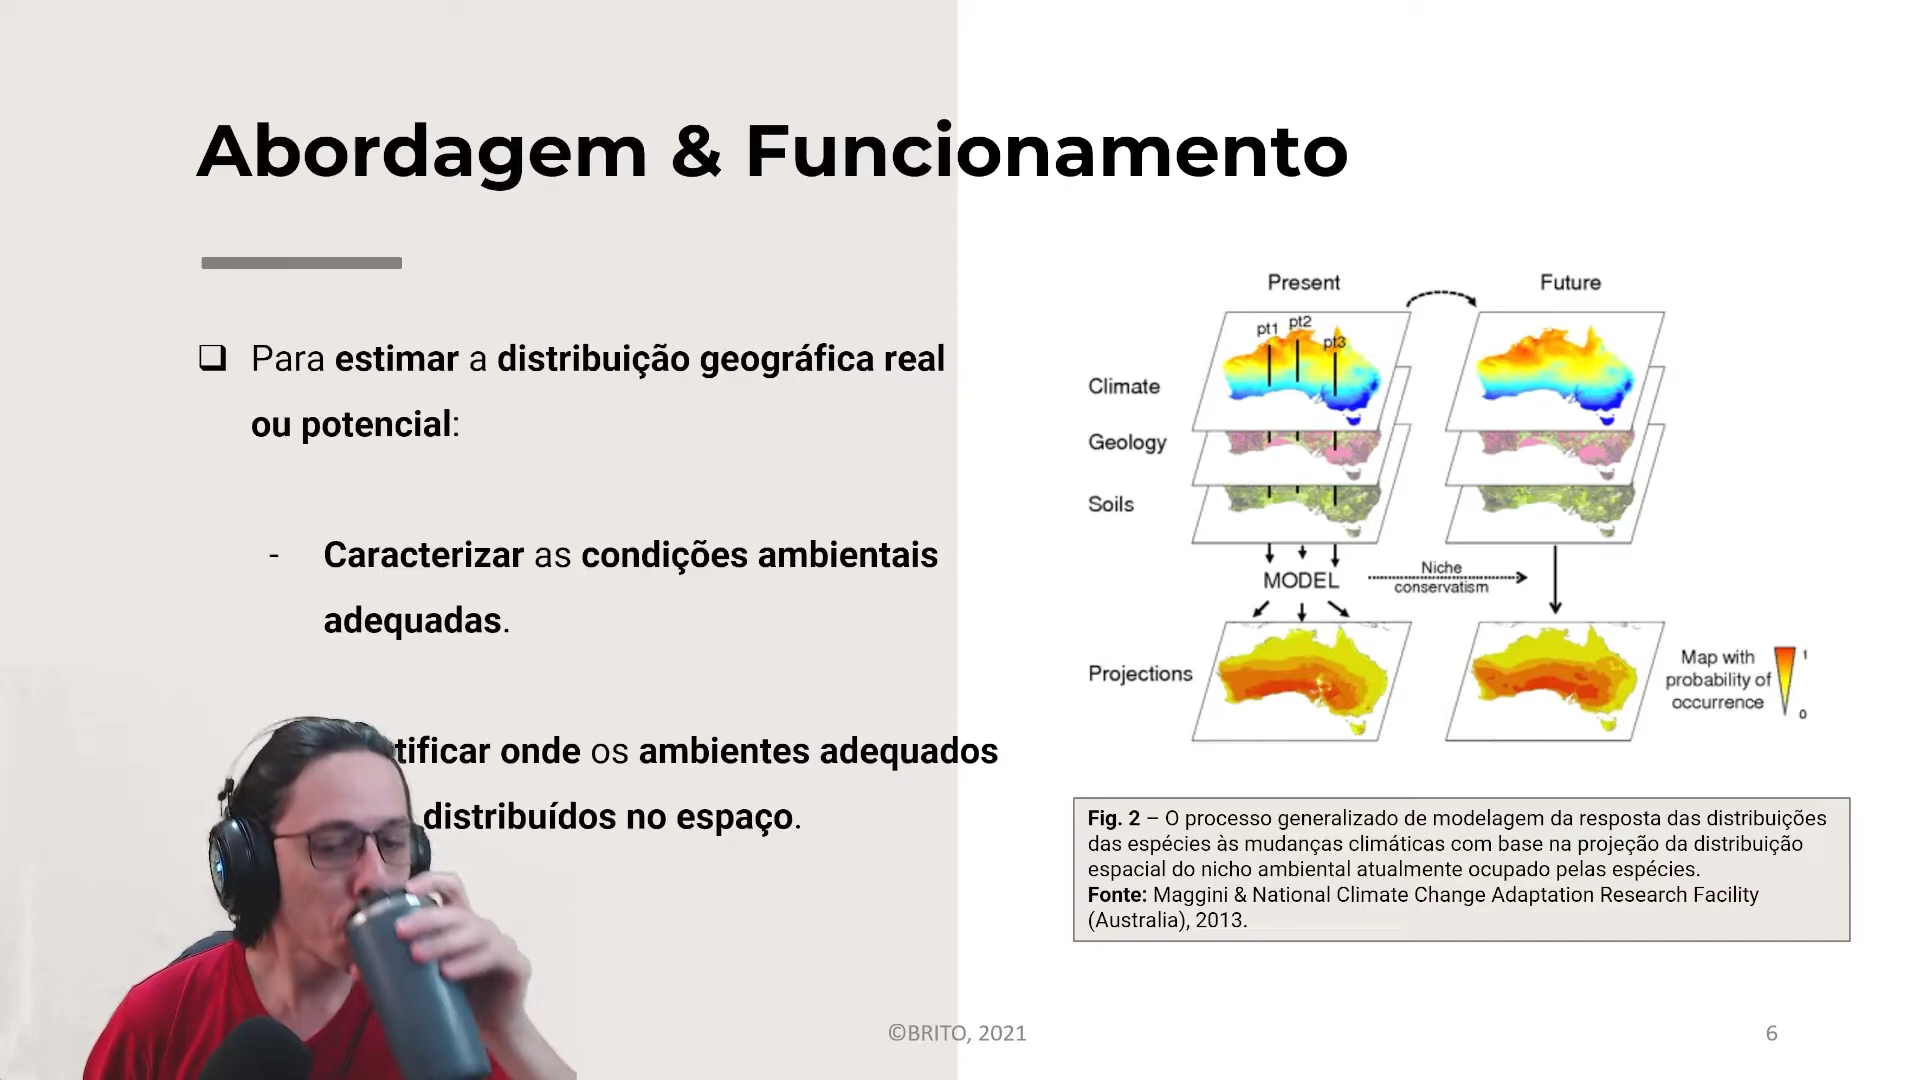 Abordagem & Funcionamento
❑ Para estimar a distribuição geográfica real
ou potencial:
- Caracterizar as condições ambientais
adequadas.
onde os ambientes adequados
distribuídos no espaço.
Present
Future
pt1 pt2
pt3
Climate
Geology
Soils
MODEL
Niche
conservatism
Projections
Map with
probability of
occurrence
1
0
Fig. 2 – O processo generalizado de modelagem da resposta das distribuições
das espécies às mudanças climáticas com base na projeção da distribuição
espacial do nicho ambiental atualmente ocupado pelas espécies.
Fonte: Maggini & National Climate Change Adaptation Research Facility
(Australia), 2013.
©BRITO, 2021
6